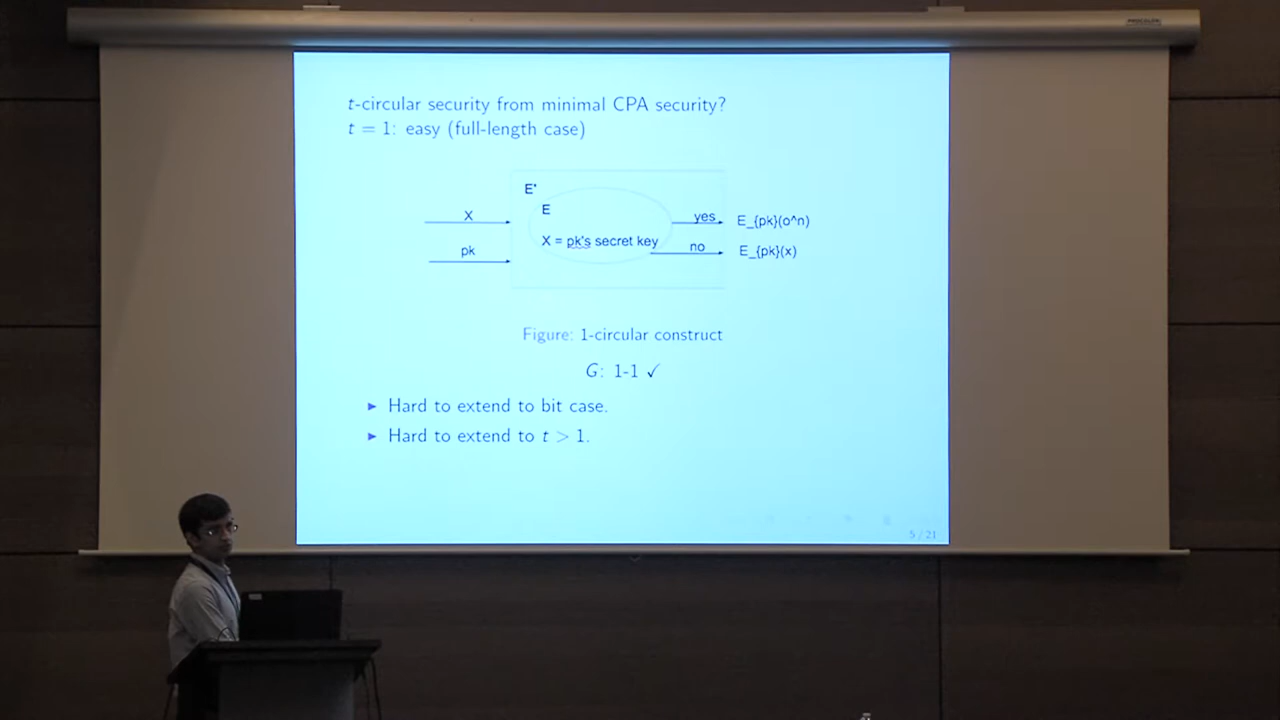 t-circular security from minimal CPA security?
t = 1: easy (full-length case)
E'
E
X
yes
E_{pk}(o^n)
X = pk's secret key
pk
no
E_{pk}(x)
Figure: 1-circular construct
G: 1-1 ✓
► Hard to extend to bit case.
► Hard to extend to t > 1.
5 / 21